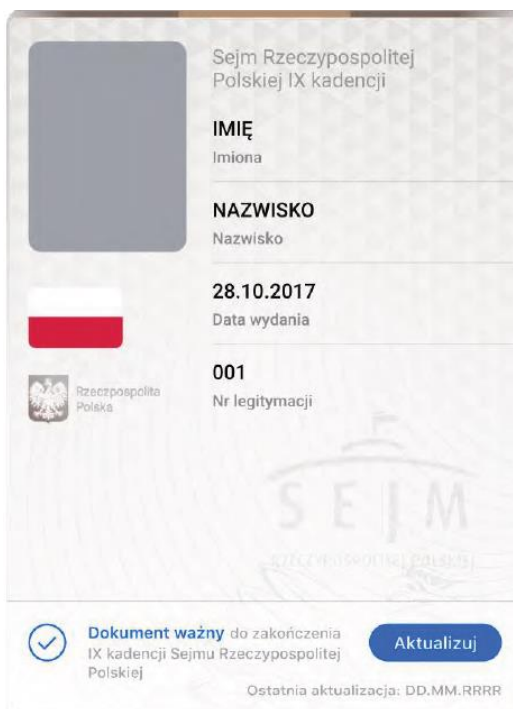 Sejm Rzeczypospolitej
Polskiej IX kadencji
IMIĘ
Imiona
NAZWISKO
Nazwisko
28.10.2017
Data wydania
001
Nr legitymacji
Rzeczpospolita
Polska
SEJM
Dokument ważny do zakończenia
IX kadencji Sejmu Rzeczypospolitej
Polskiej
Aktualizuj
Ostatnia aktualizacja: DD.MM.RRRR